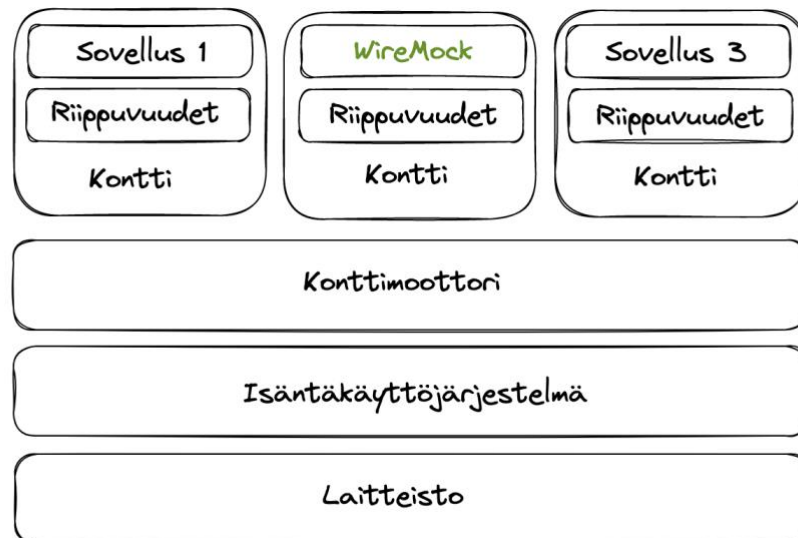 Sovellus 1
WireMock
Sovellus 3
Riippuvuudet
Riippuvuudet
Riippuvuudet
Kontti
Kontti
Kontti
Konttimoottori
Isäntäkäyttöjärjestelmä
Laitteisto